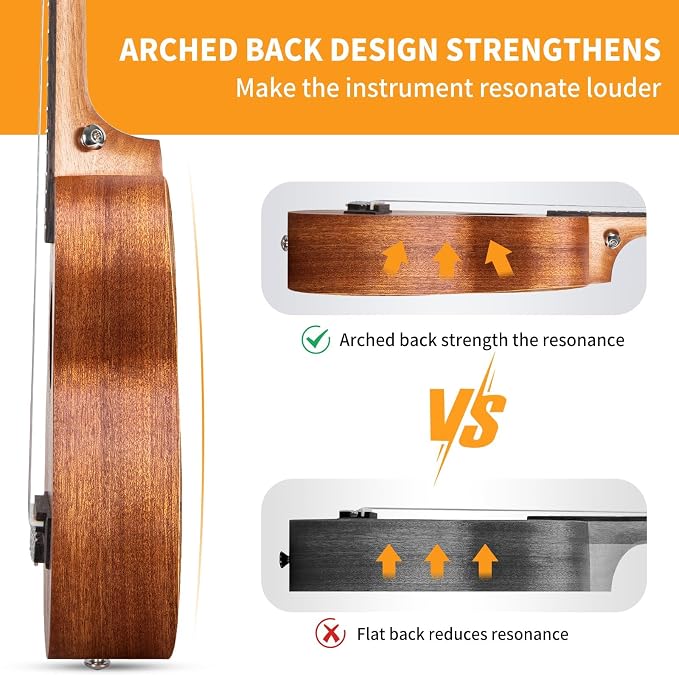 ARCHED BACK DESIGN STRENGTHENS
Make the instrument resonate louder
Arched back strength the resonance
VS
Flat back reduces resonance